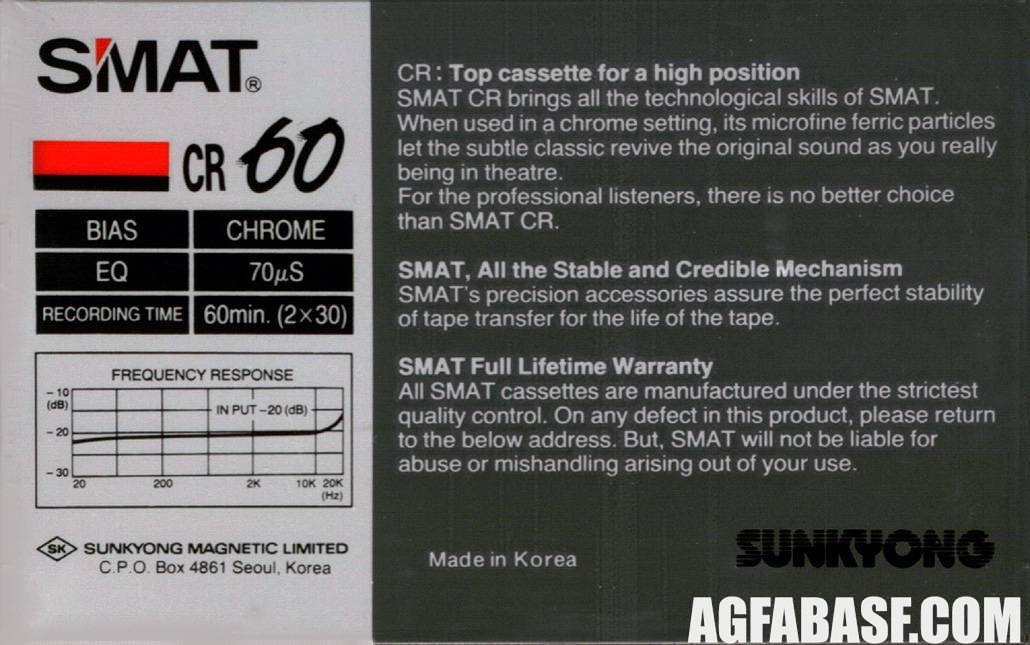 SMAT®
CR 60
BIAS CHROME
EQ 70µS
RECORDING TIME 60min. (2×30)
FREQUENCY RESPONSE
−10
(dB)
IN PUT −20 (dB)
−20
−30
20 200 2K 10K 20K
(Hz)
SK SUNKYONG MAGNETIC LIMITED
C.P.O. Box 4861 Seoul, Korea
CR : Top cassette for a high position
SMAT CR brings all the technological skills of SMAT.
When used in a chrome setting, its microfine ferric particles
let the subtle classic revive the original sound as you really
being in theatre.
For the professional listeners, there is no better choice
than SMAT CR.
SMAT, All the Stable and Credible Mechanism
SMAT's precision accessories assure the perfect stability
of tape transfer for the life of the tape.
SMAT Full Lifetime Warranty
All SMAT cassettes are manufactured under the strictest
quality control. On any defect in this product, please return
to the below address. But, SMAT will not be liable for
abuse or mishandling arising out of your use.
Made in Korea
SUNKYONG
AGFABASF.COM